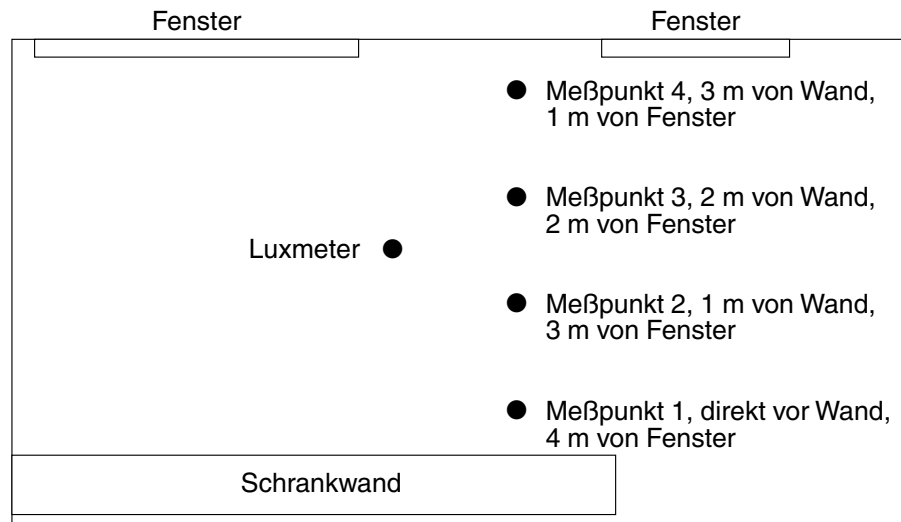 Fenster
Fenster
Meßpunkt 4, 3 m von Wand,
1 m von Fenster
Meßpunkt 3, 2 m von Wand,
2 m von Fenster
Luxmeter
Meßpunkt 2, 1 m von Wand,
3 m von Fenster
Meßpunkt 1, direkt vor Wand,
4 m von Fenster
Schrankwand